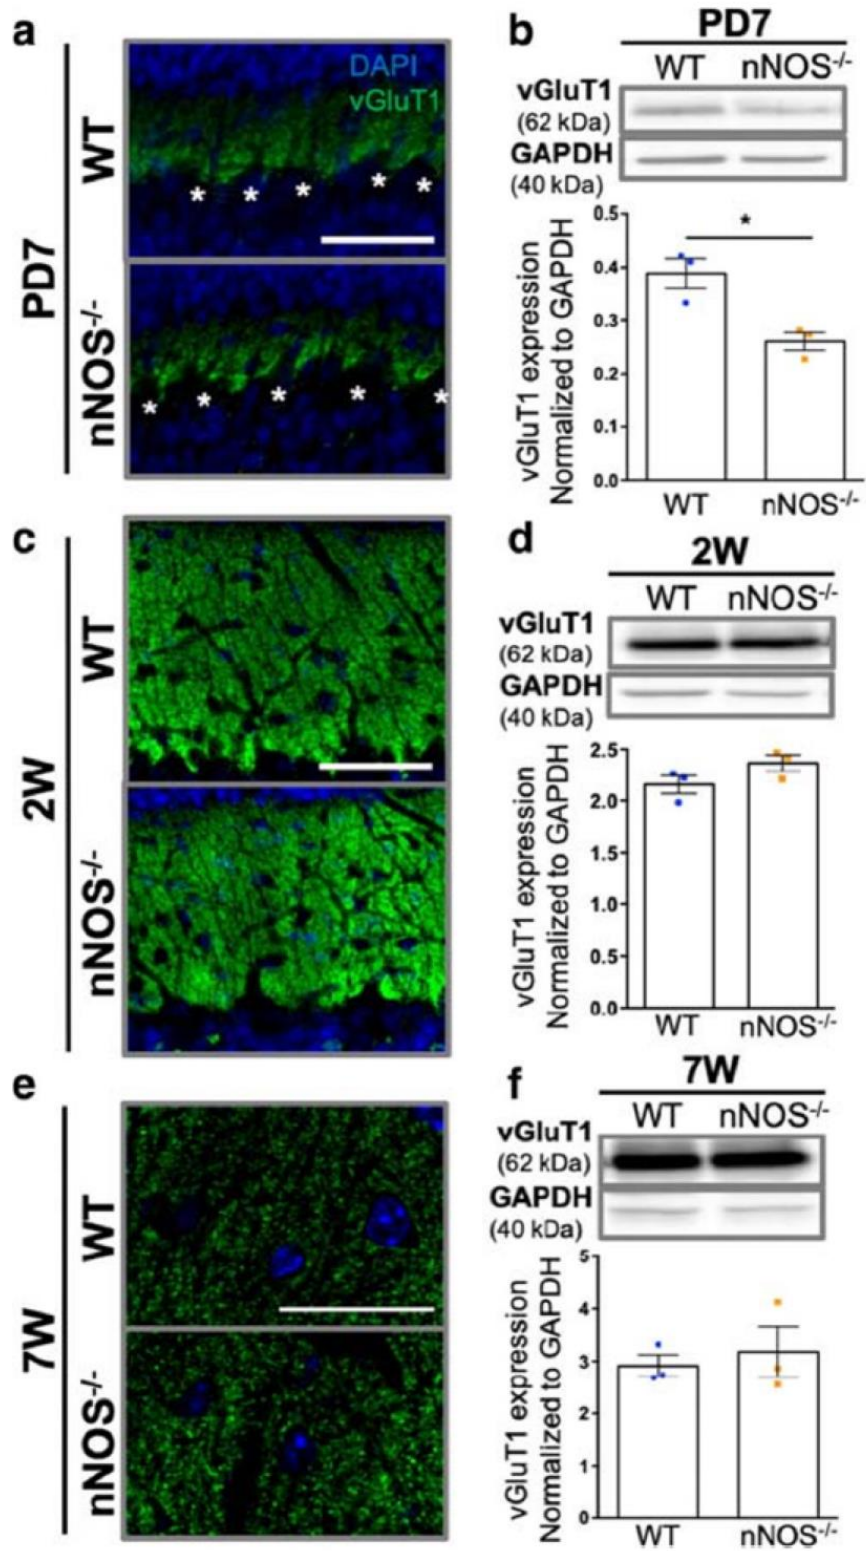 a
PD7
WT
DAPI
vGluT1
* * * * *
nNOS-/-
* * * * *
b
PD7
WT nNOS-/-
vGluT1
(62 kDa)
GAPDH
(40 kDa)
*
vGluT1 expression
Normalized to GAPDH
0.5
0.4
0.3
0.2
0.1
0.0
WT nNOS-/-
c
2W
WT
nNOS-/-
d
2W
WT nNOS-/-
vGluT1
(62 kDa)
GAPDH
(40 kDa)
vGluT1 expression
Normalized to GAPDH
2.5
2.0
1.5
1.0
0.5
0.0
WT nNOS-/-
e
7W
WT
nNOS-/-
f
7W
WT nNOS-/-
vGluT1
(62 kDa)
GAPDH
(40 kDa)
vGluT1 expression
Normalized to GAPDH
5
4
3
2
1
0
WT nNOS-/-